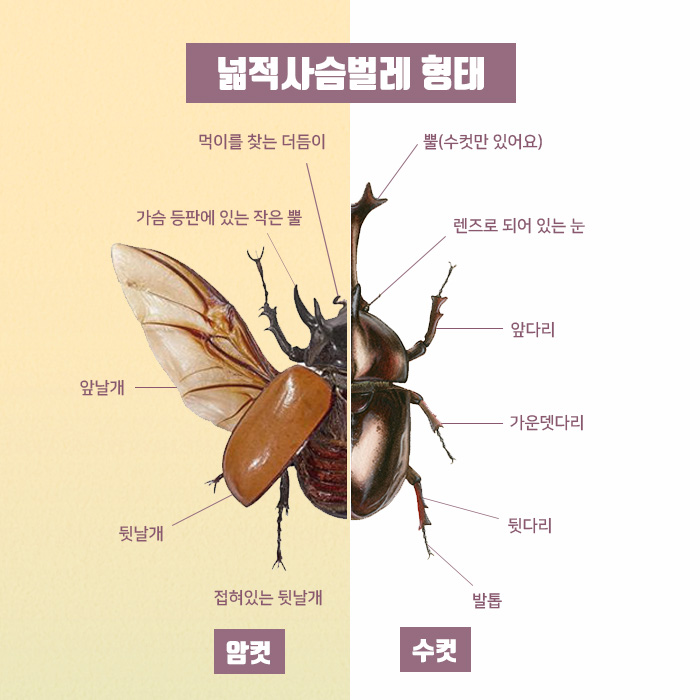 넓적사슴벌레 형태
먹이를 찾는 더듬이
뿔(수컷만 있어요)
가슴 등판에 있는 작은 뿔
렌즈로 되어 있는 눈
앞다리
앞날개
가운뎃다리
뒷다리
뒷날개
접혀있는 뒷날개
발톱
암컷
수컷